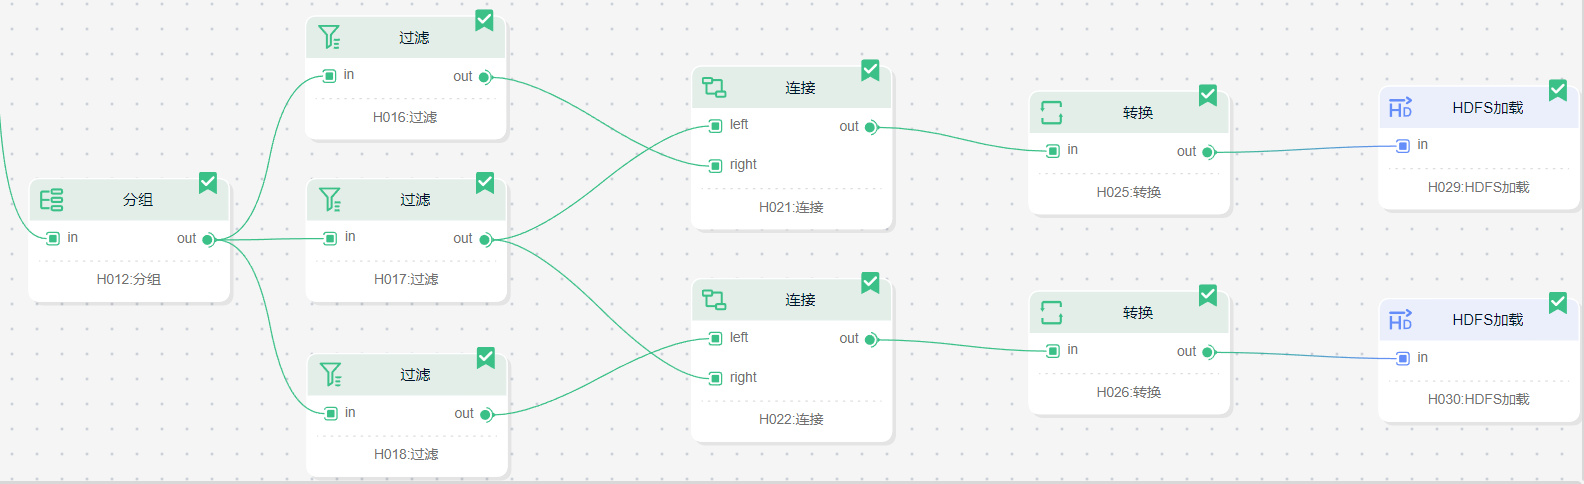 分组
in
out
H012:分组
过滤
in
out
H016:过滤
过滤
in
out
H017:过滤
过滤
in
out
H018:过滤
连接
left
out
right
H021:连接
连接
left
out
right
H022:连接
转换
in
out
H025:转换
转换
in
out
H026:转换
HD
HDFS加载
in
H029:HDFS加载
HD
HDFS加载
in
H030:HDFS加载